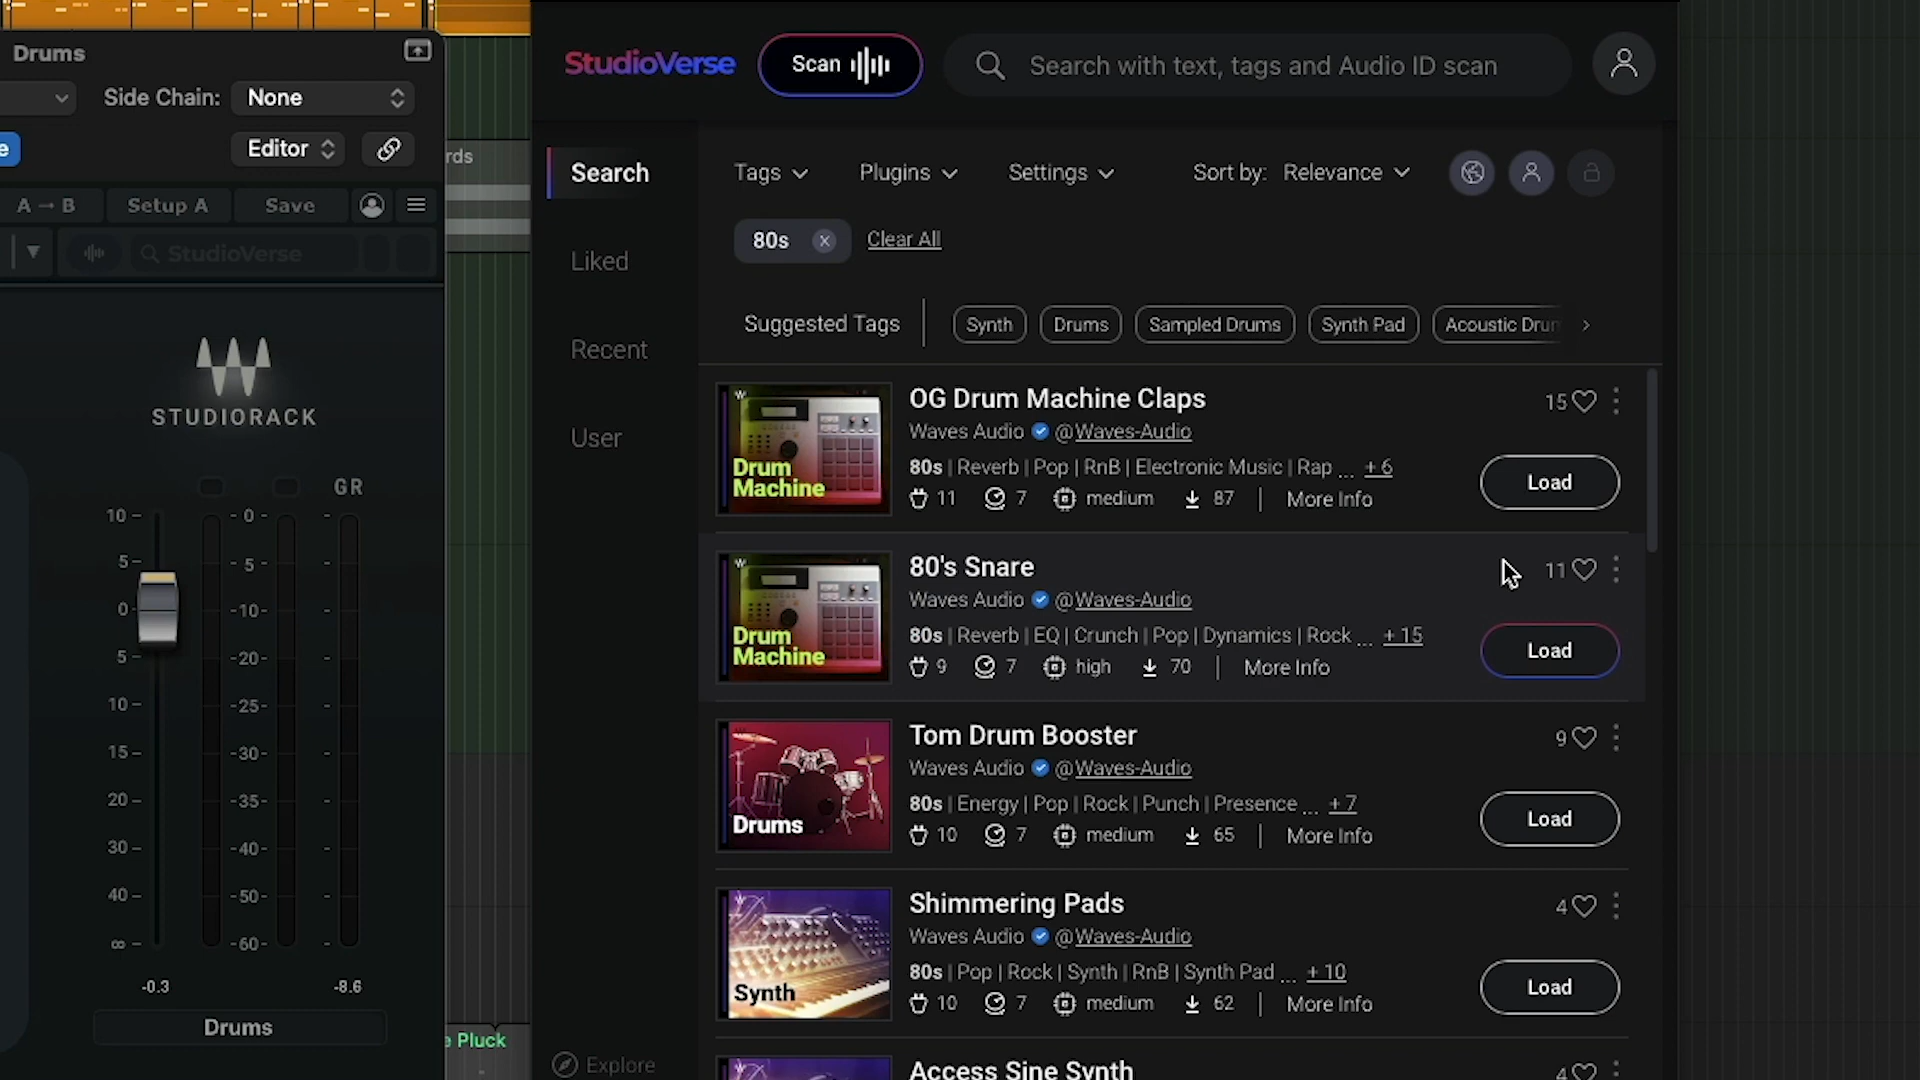 Drums
Side Chain: None
e
Editor
A → B
Setup A
Save
StudioVerse
STUDIORACK
GR
10 0
5 -5
0 -10
5 -20
10 -25
15 -30
20 -35
30 -40
40 -50
∞ -60
-0.3 -8.6
Drums
rds
e Pluck
StudioVerse
Scan
Search with text, tags and Audio ID scan
Search
Liked
Recent
User
Explore
Tags
Plugins
Settings
Sort by: Relevance
80s
Clear All
Suggested Tags
Synth
Drums
Sampled Drums
Synth Pad
Acoustic Drum
Drum
Machine
OG Drum Machine Claps
15
Waves Audio @Waves-Audio
80s | Reverb | Pop | RnB | Electronic Music | Rap ... + 6
11 7 medium 87 | More Info
Load
Drum
Machine
80's Snare
11
Waves Audio @Waves-Audio
80s | Reverb | EQ | Crunch | Pop | Dynamics | Rock ... + 15
9 7 high 70 | More Info
Load
Drums
Tom Drum Booster
9
Waves Audio @Waves-Audio
80s | Energy | Pop | Rock | Punch | Presence ... + 7
10 7 medium 65 | More Info
Load
Synth
Shimmering Pads
4
Waves Audio @Waves-Audio
80s | Pop | Rock | Synth | RnB | Synth Pad ... + 10
10 7 medium 62 | More Info
Load
Access Sine Synth
4